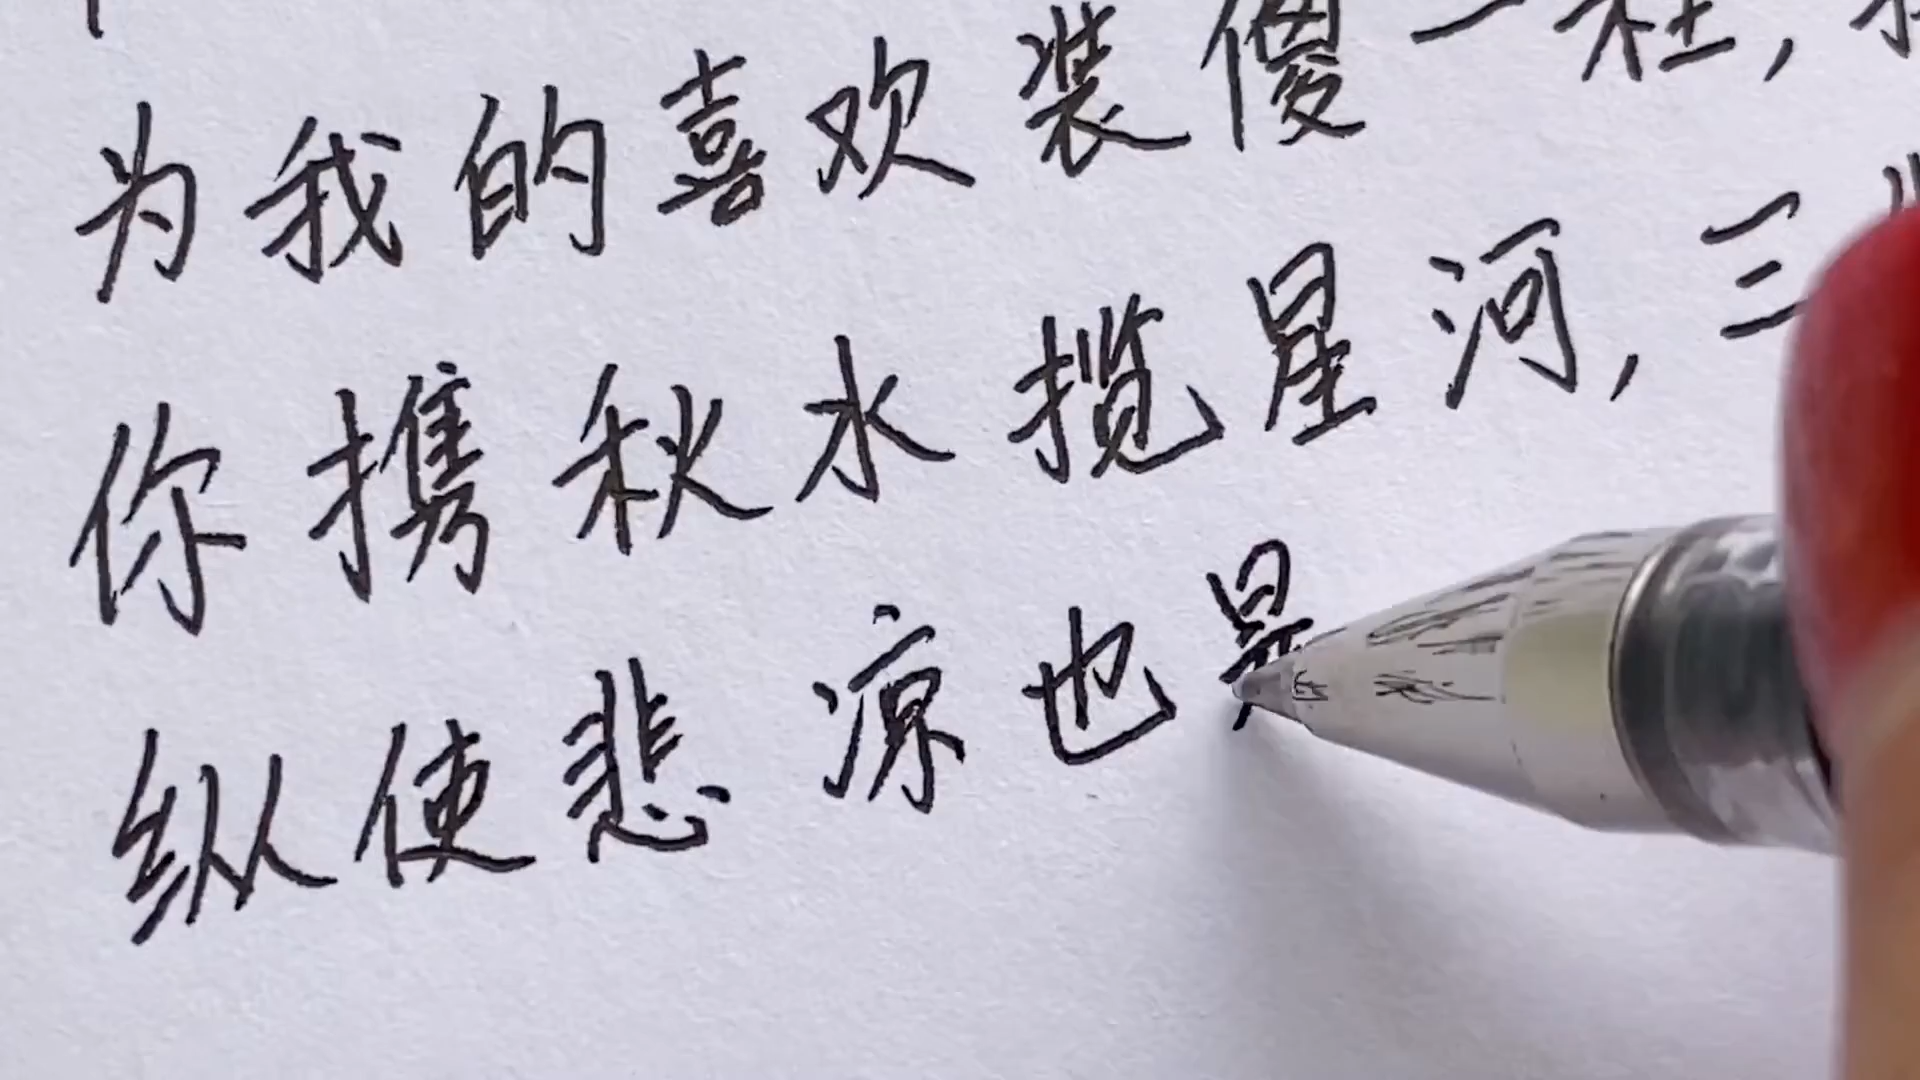 为我的喜欢装傻一程,
你携秋水揽星河,三
纵使悲凉也是